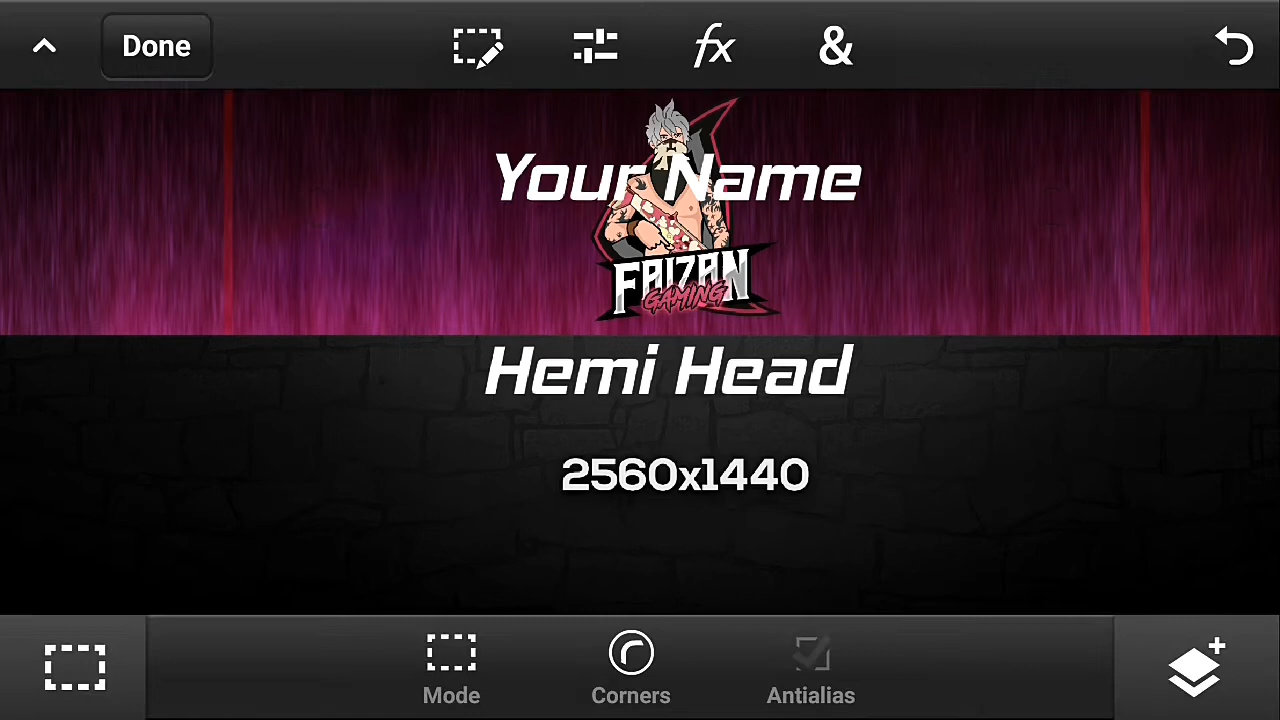 Done fx &
Your Name
FAIZAN
GAMING
Hemi Head
2560x1440
Mode Corners Antialias